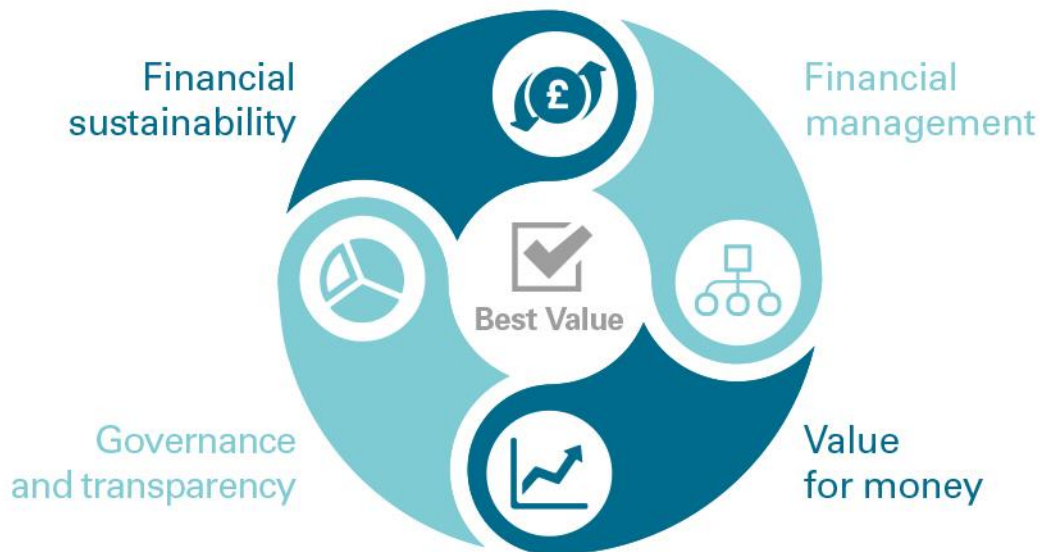 Financial
sustainability
£
Financial
management
Best Value
Governance
and transparency
Value
for money